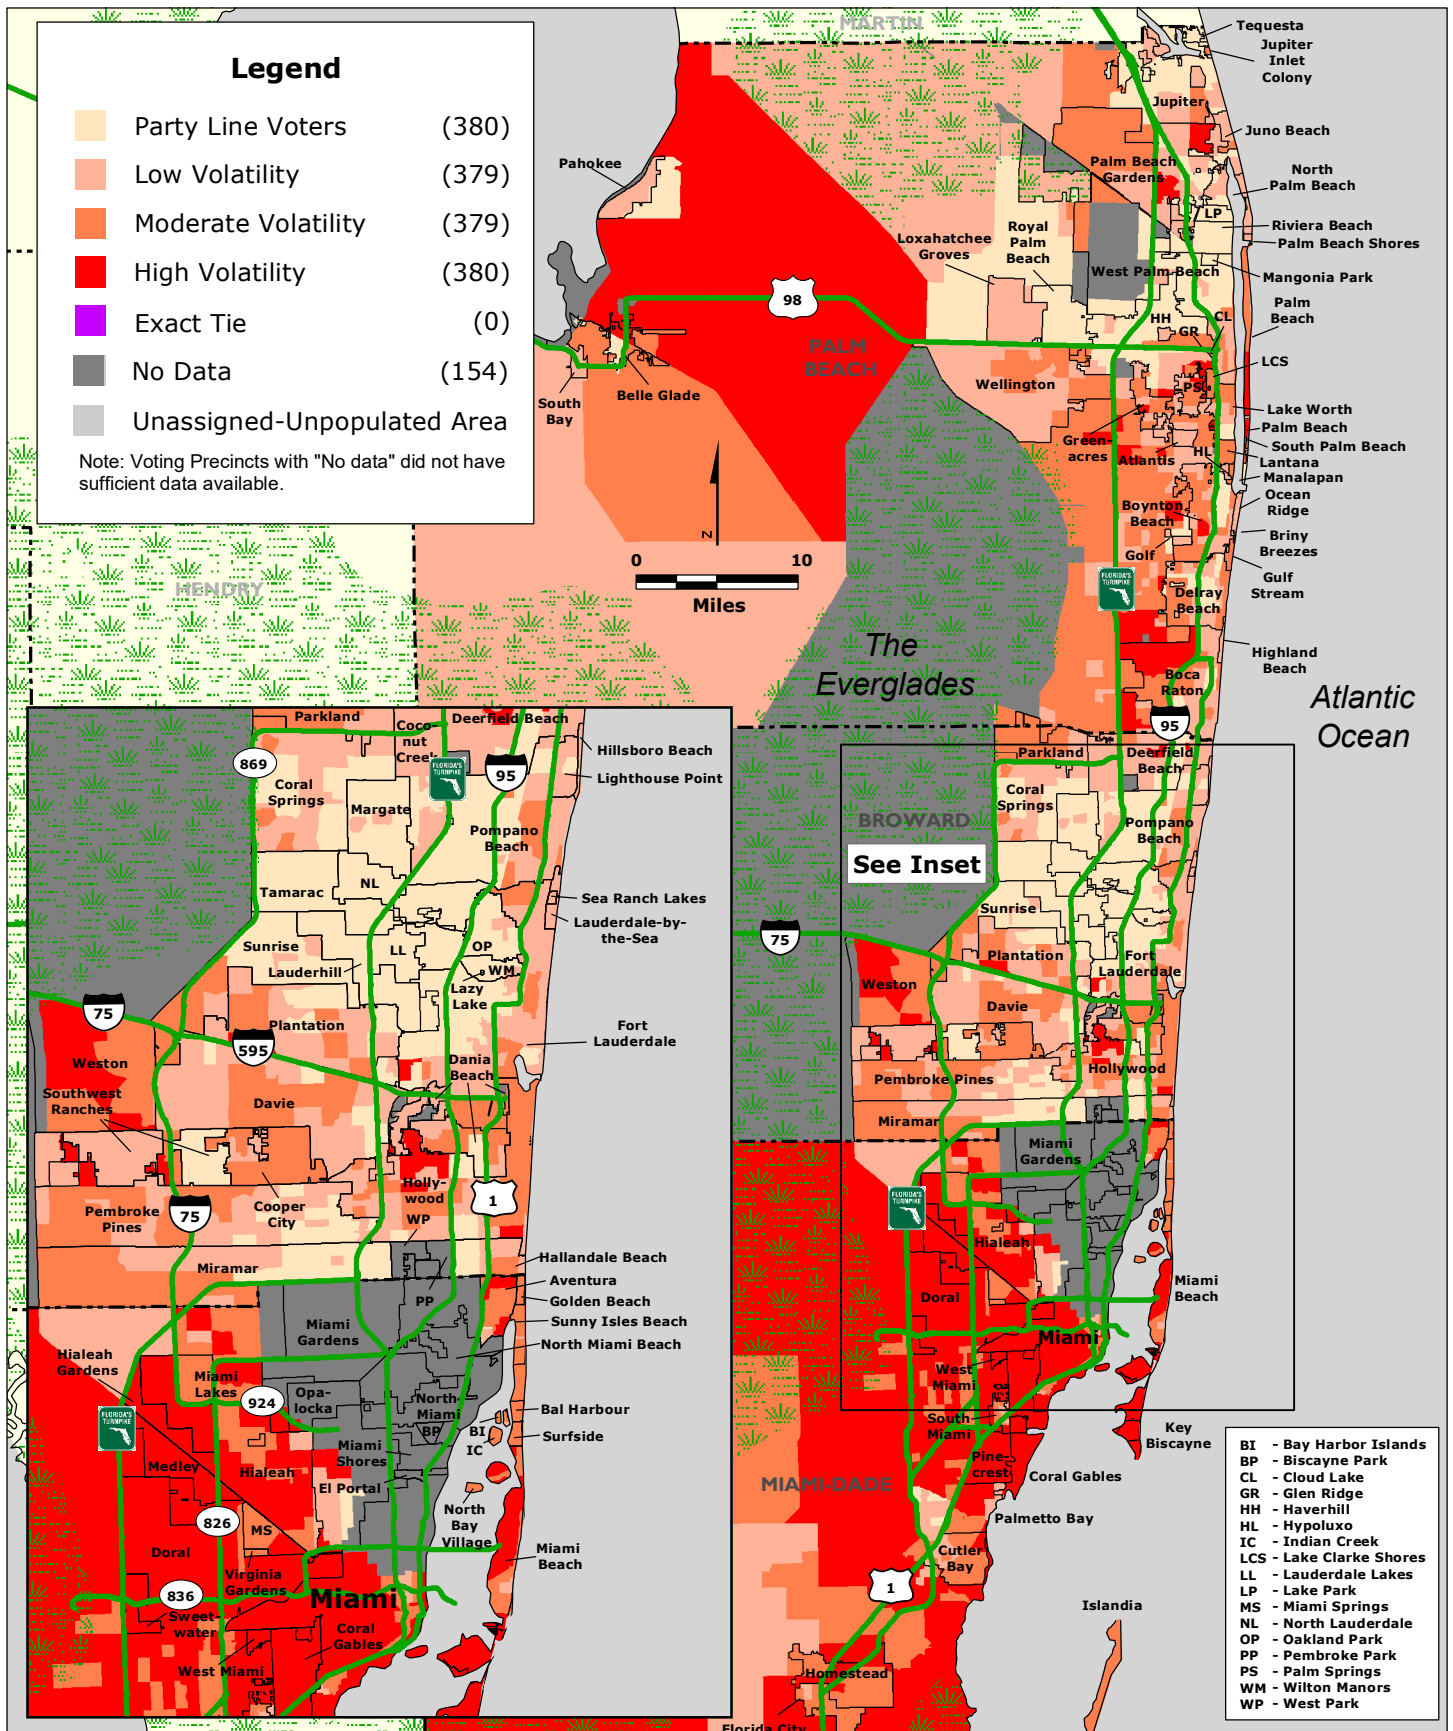 Legend
Party Line Voters (380)
Low Volatility (379)
Moderate Volatility (379)
High Volatility (380)
Exact Tie (0)
No Data (154)
Unassigned-Unpopulated Area
Note: Voting Precincts with "No data" did not have
sufficient data available.
MARTIN
Tequesta
Jupiter
Inlet
Colony
Jupiter
Juno Beach
North
Palm Beach
Palm Beach
Gardens
LP
Riviera Beach
Palm Beach Shores
Pahokee
Loxahatchee
Groves
Royal
Palm
Beach
West Palm Beach
Mangonia Park
Palm
Beach
98
HH
CL
GR
PALM
BEACH
LCS
Wellington
PS
South
Bay
Belle Glade
Lake Worth
Palm Beach
South Palm Beach
Green-
acres
Atlantis
HL
Lantana
Manalapan
Ocean
Ridge
Boynton
Beach
Briny
Breezes
Golf
Gulf
Stream
N
0 10
Miles
FLORIDA'S
TURNPIKE
Delray
Beach
HENDRY
The
Everglades
Highland
Beach
Boca
Raton
Atlantic
Ocean
95
Parkland
Deerfield
Beach
Coral
Springs
BROWARD
Pompano
Beach
See Inset
Sunrise
75
Plantation
Fort
Lauderdale
Weston
Davie
Hollywood
Pembroke Pines
Miramar
Miami
Gardens
FLORIDA'S
TURNPIKE
Hialeah
Miami
Beach
Doral
Miami
West
Miami
South
Miami
Key
Biscayne
Pine-
crest
Coral Gables
MIAMI-DADE
Palmetto Bay
Cutler
Bay
1
Islandia
Homestead
Florida City
Parkland
Coco-
nut
Creek
Deerfield Beach
Hillsboro Beach
869
FLORIDA'S
TURNPIKE
95
Lighthouse Point
Coral
Springs
Margate
Pompano
Beach
Tamarac
NL
Sea Ranch Lakes
Lauderdale-by-
the-Sea
Sunrise
LL
OP
Lauderhill
WM
Lazy
Lake
75
Plantation
595
Fort
Lauderdale
Weston
Dania
Beach
Southwest
Ranches
Davie
Holly-
wood
1
Pembroke
Pines
75
Cooper
City
WP
Miramar
Hallandale Beach
Aventura
PP
Golden Beach
Miami
Gardens
Sunny Isles Beach
North Miami Beach
Hialeah
Gardens
Miami
Lakes
924
Opa-
locka
North
Miami
Bal Harbour
FLORIDA'S
TURNPIKE
BP
BI
Surfside
IC
Miami
Shores
Medley
Hialeah
El Portal
826
MS
North
Bay
Village
Doral
Miami
Beach
Virginia
Gardens
836
Miami
Sweet-
water
Coral
Gables
West Miami
BI - Bay Harbor Islands
BP - Biscayne Park
CL - Cloud Lake
GR - Glen Ridge
HH - Haverhill
HL - Hypoluxo
IC - Indian Creek
LCS - Lake Clarke Shores
LL - Lauderdale Lakes
LP - Lake Park
MS - Miami Springs
NL - North Lauderdale
OP - Oakland Park
PP - Pembroke Park
PS - Palm Springs
WM - Wilton Manors
WP - West Park